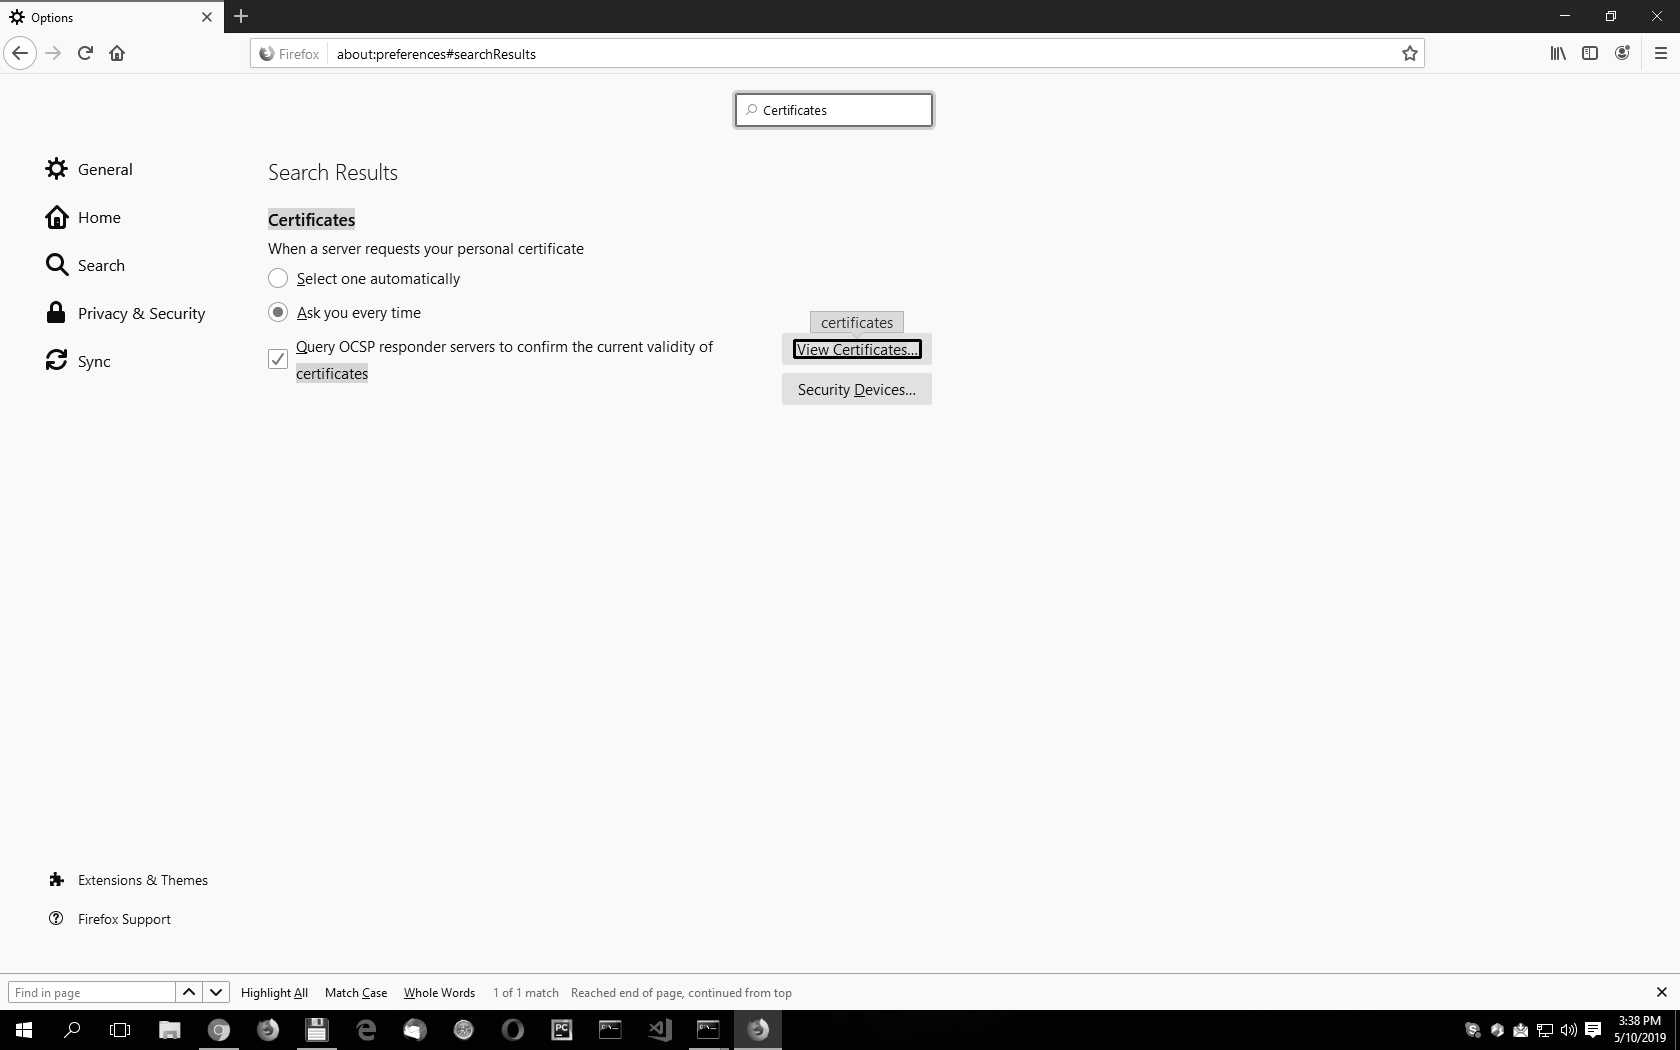 Options
Firefox
about:preferences#searchResults
Certificates
General
Home
Search
Privacy & Security
Sync
Search Results
Certificates
When a server requests your personal certificate
Select one automatically
Ask you every time
Query OCSP responder servers to confirm the current validity of
certificates
certificates
View Certificates...
Security Devices...
Extensions & Themes
Firefox Support
Find in page
Highlight All
Match Case
Whole Words
1 of 1 match
Reached end of page, continued from top
PC
3:38 PM
5/10/2019